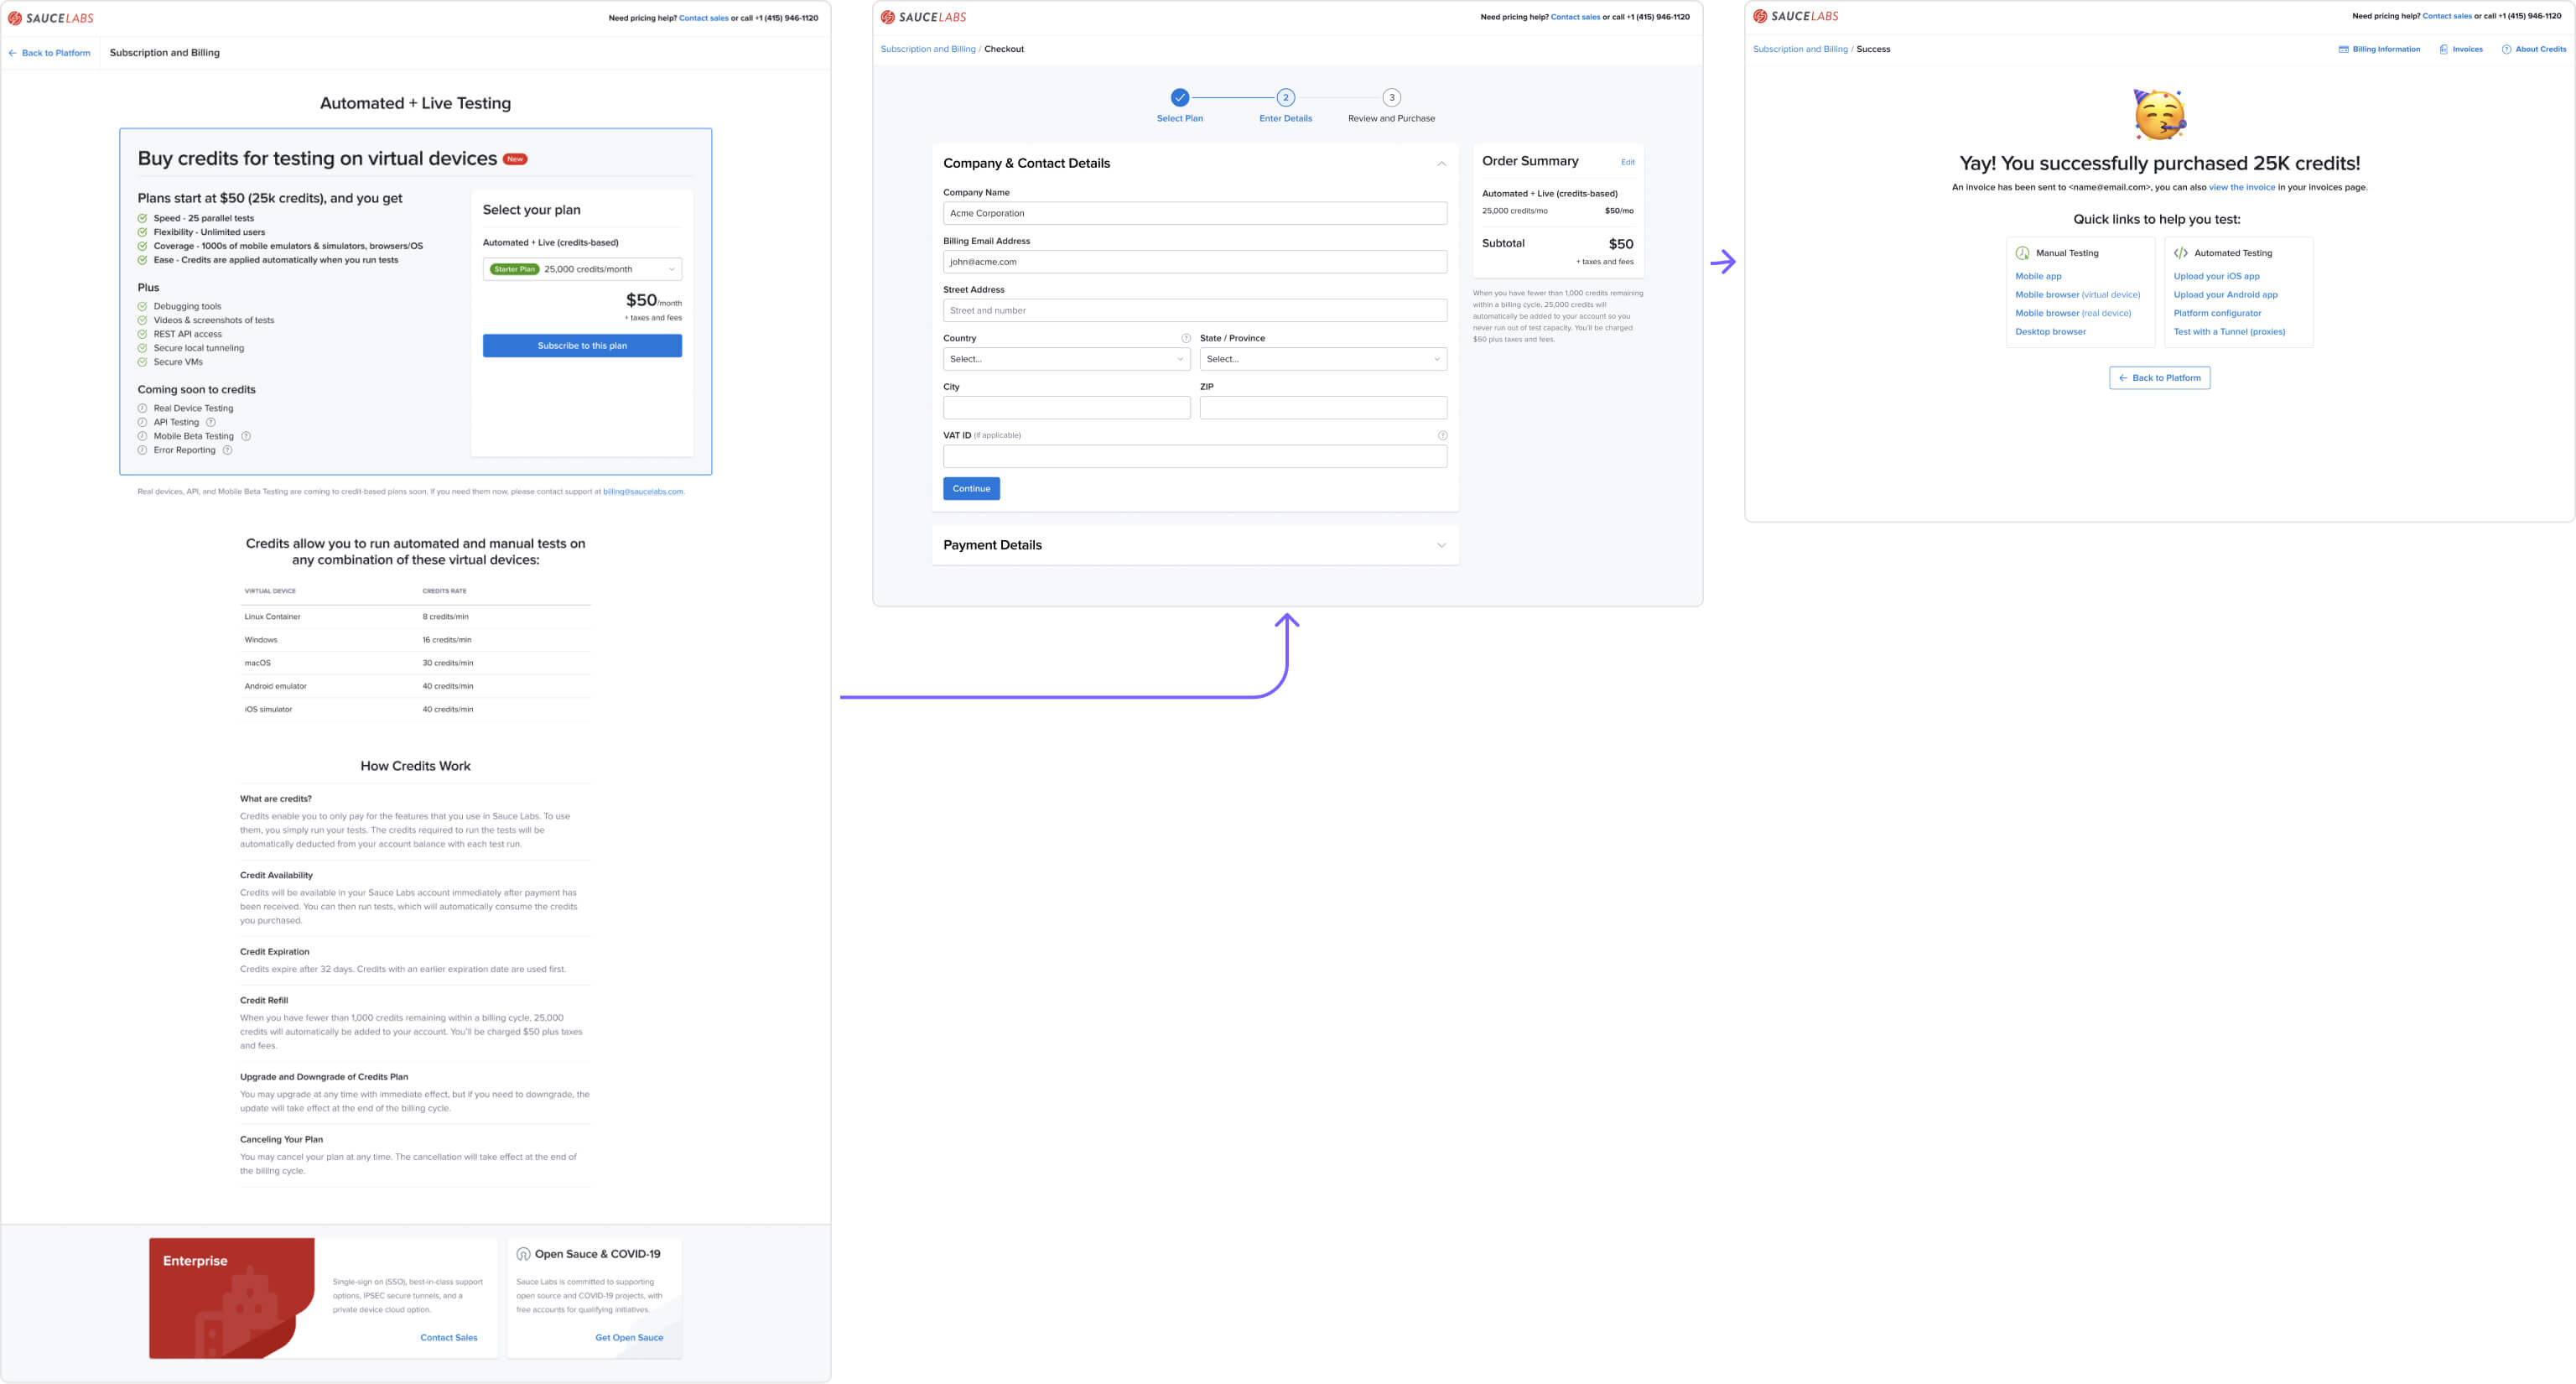 SAUCELABS
Need pricing help? Contact sales or call +1 (415) 946-1120
Back to Platform
Subscription and Billing
Automated + Live Testing
Buy credits for testing on virtual devices New
Plans start at $50 (25k credits), and you get
Speed - 25 parallel tests
Flexibility - Unlimited users
Coverage - 1000s of mobile emulators & simulators, browsers/OS
Ease - Credits are applied automatically when you run tests
Plus
Debugging tools
Videos & screenshots of tests
REST API access
Secure local tunneling
Secure VMs
Coming soon to credits
Real Device Testing
API Testing ?
Mobile Beta Testing ?
Error Reporting ?
Select your plan
Automated + Live (credits-based)
Starter Plan 25,000 credits/month
$50/month
+ taxes and fees
Subscribe to this plan
Real devices, API, and Mobile Beta Testing are coming to credit-based plans soon. If you need them now, please contact support at billing@saucelabs.com.
Credits allow you to run automated and manual tests on
any combination of these virtual devices:
VIRTUAL DEVICE CREDITS RATE
Linux Container 8 credits/min
Windows 16 credits/min
macOS 30 credits/min
Android emulator 40 credits/min
iOS simulator 40 credits/min
How Credits Work
What are credits?
Credits enable you to only pay for the features that you use in Sauce Labs. To use
them, you simply run your tests. The credits required to run the tests will be
automatically deducted from your account balance with each test run.
Credit Availability
Credits will be available in your Sauce Labs account immediately after payment has
been received. You can then run tests, which will automatically consume the credits
you purchased.
Credit Expiration
Credits expire after 32 days. Credits with an earlier expiration date are used first.
Credit Refill
When you have fewer than 1,000 credits remaining within a billing cycle, 25,000
credits will automatically be added to your account. You'll be charged $50 plus taxes
and fees.
Upgrade and Downgrade of Credits Plan
You may upgrade at any time with immediate effect, but if you need to downgrade, the
update will take effect at the end of the billing cycle.
Canceling Your Plan
You may cancel your plan at any time. The cancellation will take effect at the end of
the billing cycle.
Enterprise
Single-sign on (SSO), best-in-class support
options, IPSEC secure tunnels, and a
private device cloud option.
Contact Sales
Open Sauce & COVID-19
Sauce Labs is committed to supporting
open source and COVID-19 projects, with
free accounts for qualifying initiatives.
Get Open Sauce
SAUCELABS
Need pricing help? Contact sales or call +1 (415) 946-1120
Subscription and Billing / Checkout
2 3
Select Plan Enter Details Review and Purchase
Company & Contact Details
Company Name
Acme Corporation
Billing Email Address
john@acme.com
Street Address
Street and number
Country ? State / Province
Select... Select...
City ZIP
VAT ID (if applicable) ?
Continue
Payment Details
Order Summary Edit
Automated + Live (credits-based)
25,000 credits/mo $50/mo
Subtotal $50
+ taxes and fees
When you have fewer than 1,000 credits remaining
within a billing cycle, 25,000 credits will
automatically be added to your account so you
never run out of test capacity. You'll be charged
$50 plus taxes and fees.
SAUCELABS
Need pricing help? Contact sales or call +1 (415) 946-1120
Subscription and Billing / Success
Billing Information Invoices ? About Credits
Yay! You successfully purchased 25K credits!
An invoice has been sent to <name@email.com>, you can also view the invoice in your invoices page.
Quick links to help you test:
Manual Testing
Mobile app
Mobile browser (virtual device)
Mobile browser (real device)
Desktop browser
Automated Testing
Upload your iOS app
Upload your Android app
Platform configurator
Test with a Tunnel (proxies)
Back to Platform